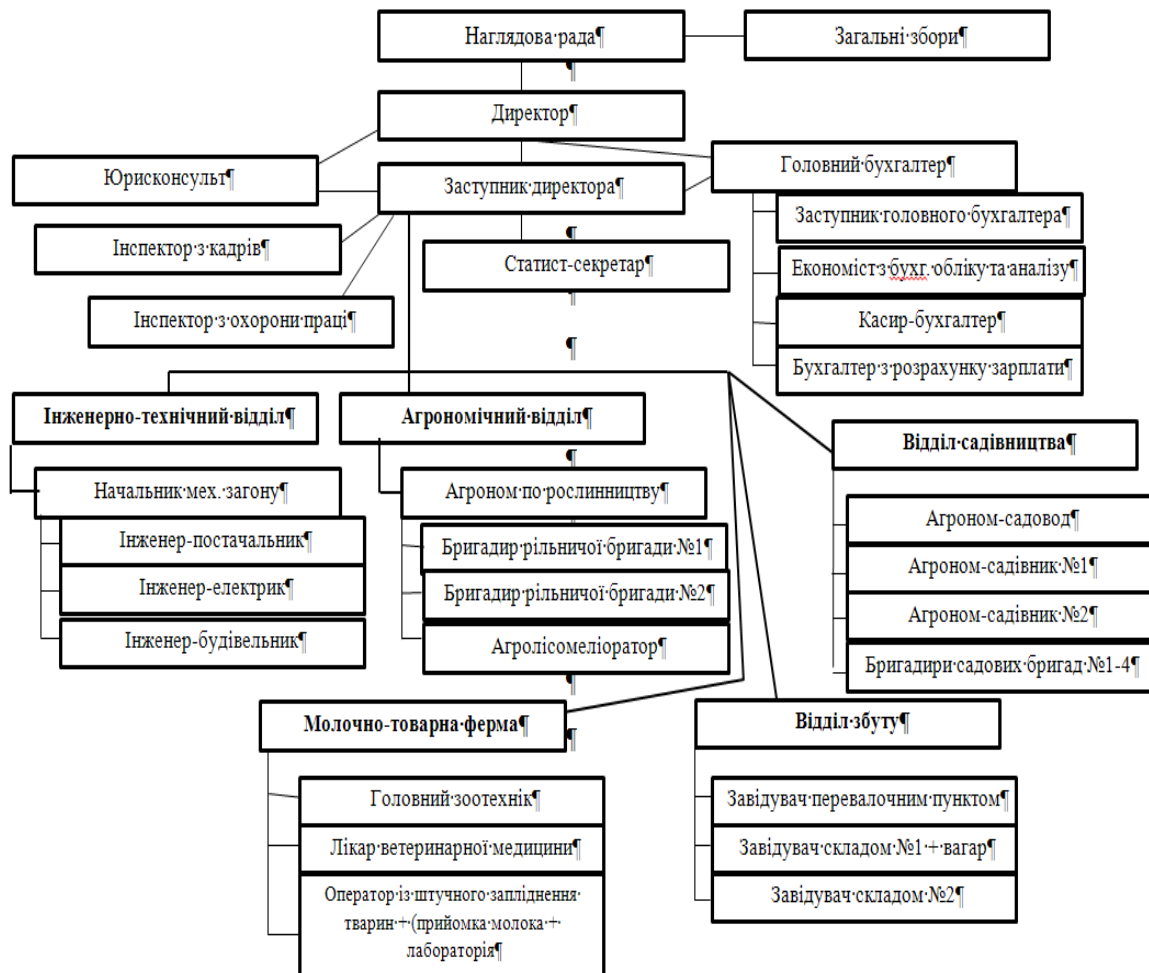 Наглядова рада¶
Загальні збори¶
¶
Директор¶
Юрисконсульт¶
Заступник директора¶
Головний бухгалтер¶
Заступник головного бухгалтера¶
¶
Інспектор з кадрів¶
Статист-секретар¶
Економіст з бухг. обліку та аналізу¶
¶
Інспектор з охорони праці¶
Касир-бухгалтер¶
¶
Бухгалтер з розрахунку зарплати¶
Інженерно-технічний відділ¶
Агрономічний відділ¶
Відділ садівництва¶
¶
Начальник мех. загону¶
Агроном по рослинництву¶
¶
Агроном-садовод¶
Інженер-постачальник¶
Бригадир рільничої бригади №1¶
Агроном-садівник №1¶
Інженер-електрик¶
Бригадир рільничої бригади №2¶
Агроном-садівник №2¶
Інженер-будівельник¶
Агролісомеліоратор¶
Бригадири садових бригад №1-4¶
¶
Молочно-товарна ферма¶
Відділ збуту¶
¶
Головний зоотехнік¶
Завідувач перевалочним пунктом¶
Лікар ветеринарної медицини¶
Завідувач складом №1 + вагар¶
Оператор із штучного запліднення
тварин + (прийомка молока +
лабораторія¶
Завідувач складом №2¶